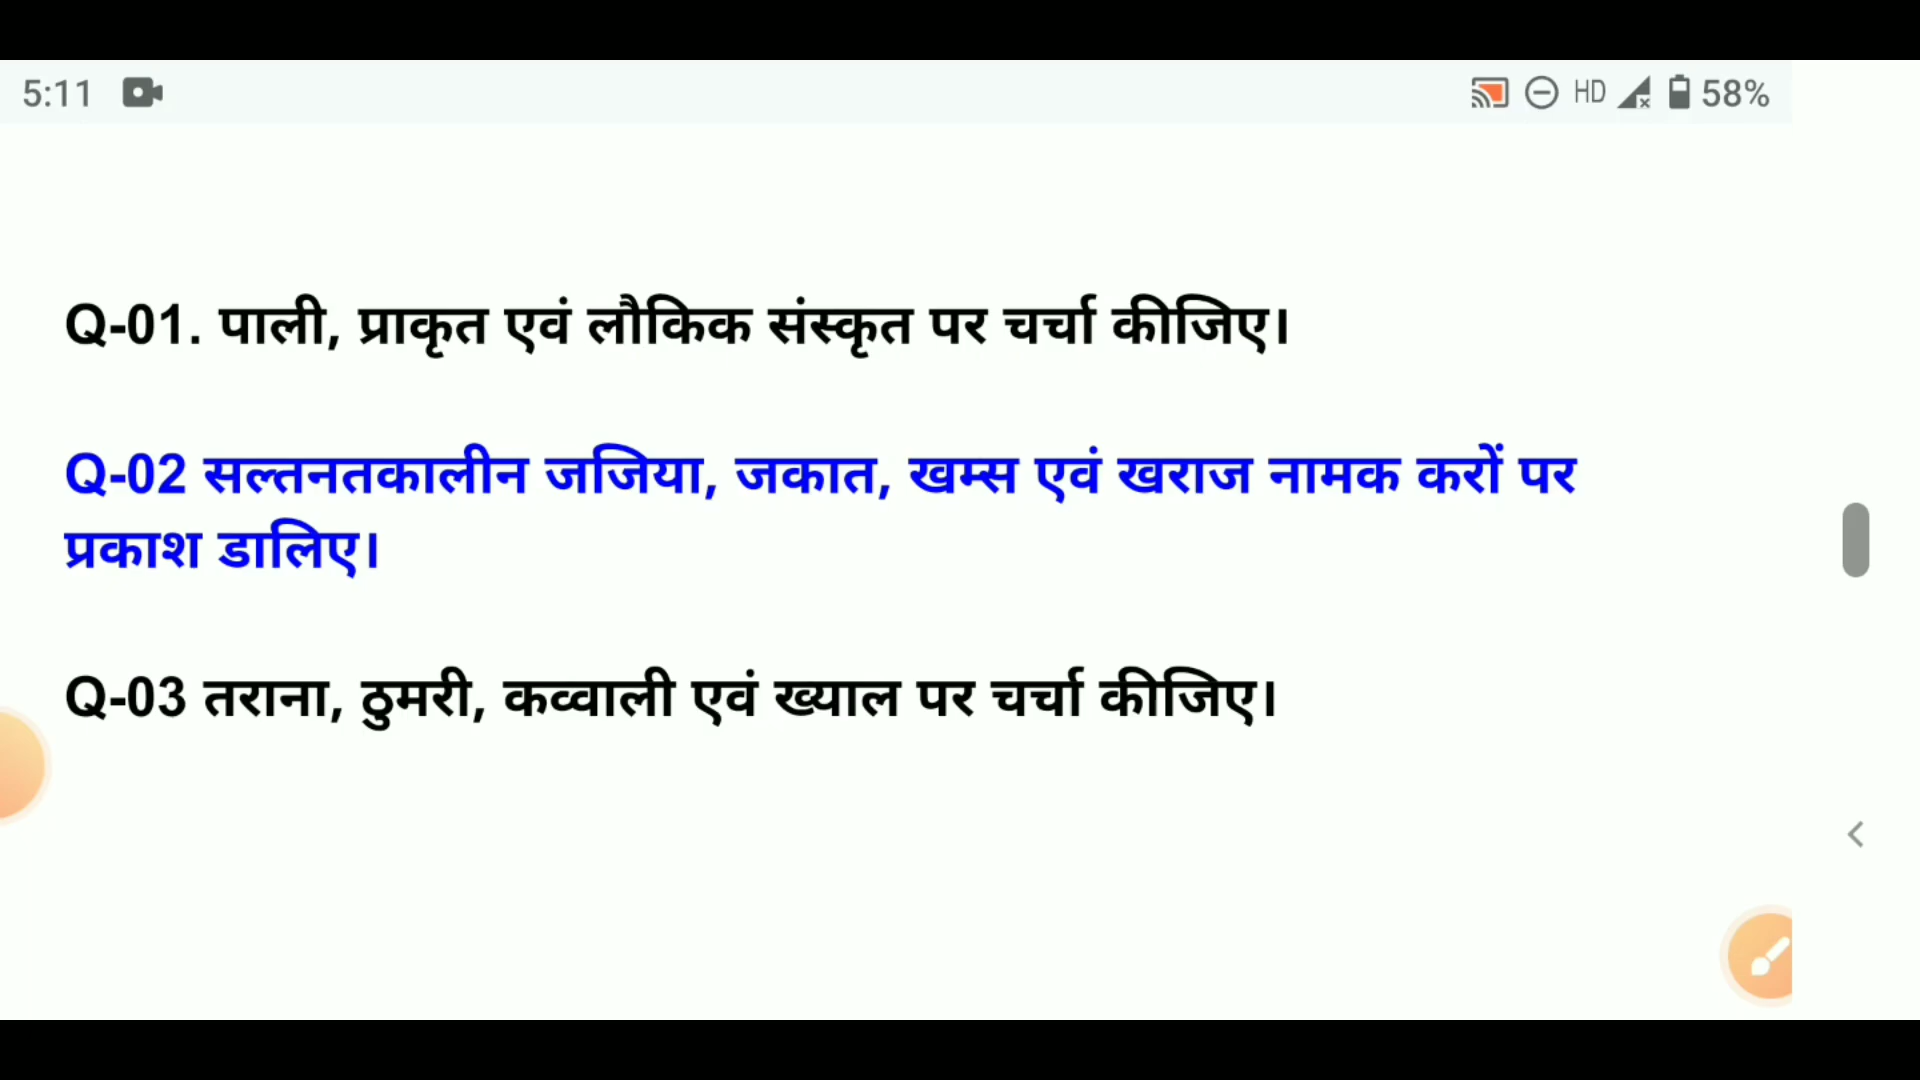 5:11 HD 58%
Q-01. पाली, प्राकृत एवं लौकिक संस्कृत पर चर्चा कीजिए।
Q-02 सल्तनतकालीन जजिया, जकात, खम्स एवं खराज नामक करों पर
प्रकाश डालिए।
Q-03 तराना, ठुमरी, कव्वाली एवं ख्याल पर चर्चा कीजिए।